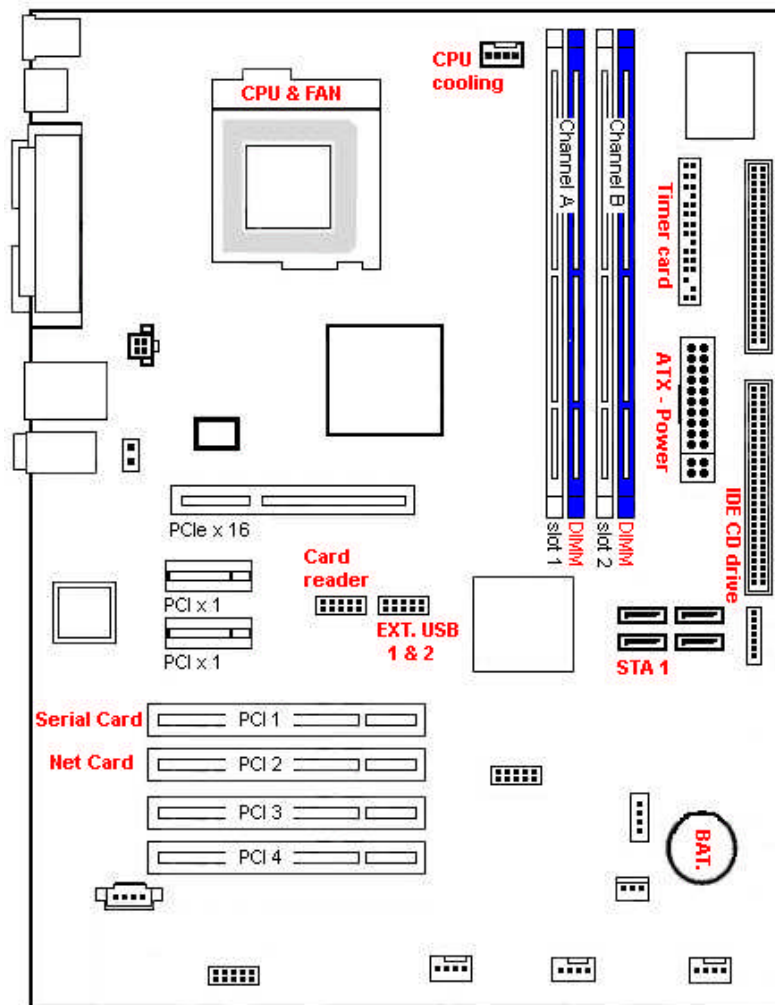 CPU
cooling
CPU & FAN
Channel A
Channel B
Timer card
ATX - Power
IDE CD drive
slot 1
DIMM
slot 2
DIMM
PCIe x 16
Card
reader
PCI x 1
EXT. USB
1 & 2
PCI x 1
STA 1
Serial Card
PCI 1
Net Card
PCI 2
PCI 3
PCI 4
BAT.